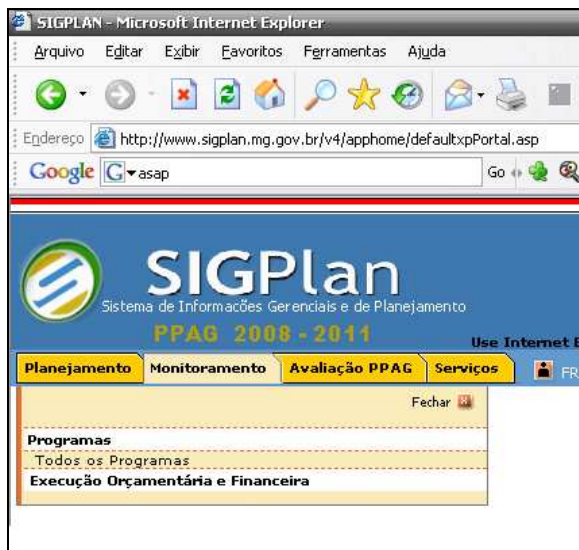 SIGPLAN - Microsoft Internet Explorer
Arquivo Editar Exibir Favoritos Ferramentas Ajuda
Endereço http://www.sigplan.mg.gov.br/v4/apphome/defaultxpPortal.asp
Google G asap Go
SIGPlan
Sistema de Informacões Gerenciais e de Planejamento
PPAG 2008 - 2011
Use Internet E
Planejamento Monitoramento Avaliação PPAG Serviços FR
Fechar
Programas
Todos os Programas
Execução Orçamentária e Financeira